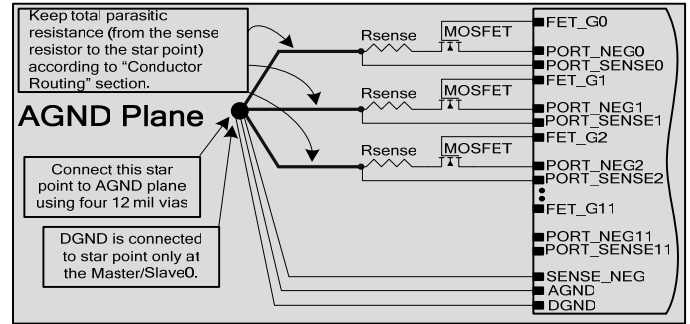 Keep total parasitic
resistance (from the sense
resistor to the star point)
according to “Conductor
Routing” section.
AGND Plane
Connect this star
point to AGND plane
using four 12 mil vias
DGND is connected
to star point only at
the Master/Slave0.
Rsense
MOSFET
Rsense
MOSFET
Rsense
MOSFET
FET_G0
PORT_NEG0
PORT_SENSE0
FET_G1
PORT_NEG1
PORT_SENSE1
FET_G2
PORT_NEG2
PORT_SENSE2
FET_G11
PORT_NEG11
PORT_SENSE11
SENSE_NEG
AGND
DGND